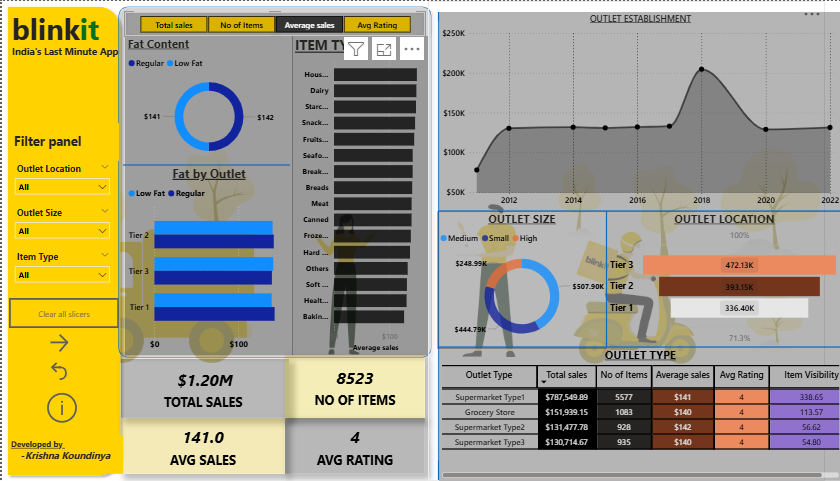 blinkit
India's Last Minute App
Filter panel
Outlet Location
All
Outlet Size
All
Item Type
All
Clear all slicers
Developed by
- Krishna Koundinya
Total sales
No of Items
Average sales
Avg Rating
Fat Content
Regular Low Fat
$141
$142
Fat by Outlet
Low Fat Regular
Tier 2
Tier 3
Tier 1
$0 $100
ITEM TY
Hous...
Dairy
Starc...
Snack...
Fruits...
Seafo...
Break...
Breads
Meat
Canned
Froze...
Hard ...
Others
Soft ...
Healt...
Bakin...
$100
Average sales
$1.20M
TOTAL SALES
8523
NO OF ITEMS
141.0
AVG SALES
4
AVG RATING
OUTLET ESTABLISHMENT
$250K
$200K
$150K
$100K
$50K
2012 2014 2016 2018 2020 2022
OUTLET SIZE
Medium Small High
$248.99K
$507.90K
$444.79K
OUTLET LOCATION
100%
Tier 3 472.13K
Tier 2 393.15K
Tier 1 336.40K
71.3%
blink
OUTLET TYPE
Outlet Type Total sales No of Items Average sales Avg Rating Item Visibility
Supermarket Type1 $787,549.89 5577 $141 4 338.65
Grocery Store $151,939.15 1083 $140 4 113.57
Supermarket Type2 $131,477.78 928 $142 4 56.62
Supermarket Type3 $130,714.67 935 $140 4 54.80